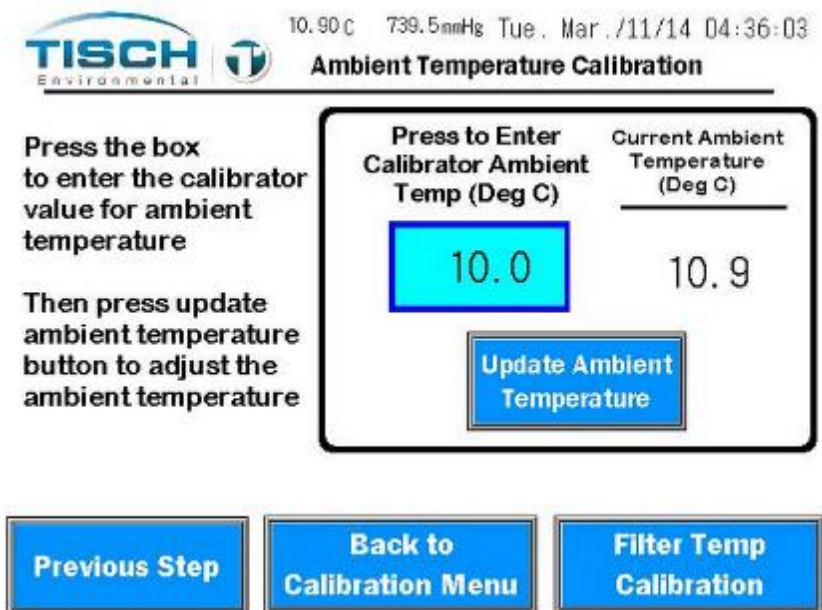 10.90 C 739.5mmHg Tue. Mar./11/14 04:36:03
TISCH
Environmental
Ambient Temperature Calibration
Press the box
to enter the calibrator
value for ambient
temperature
Then press update
ambient temperature
button to adjust the
ambient temperature
Press to Enter
Calibrator Ambient
Temp (Deg C)
10.0
Current Ambient
Temperature
(Deg C)
10.9
Update Ambient
Temperature
Previous Step
Back to
Calibration Menu
Filter Temp
Calibration